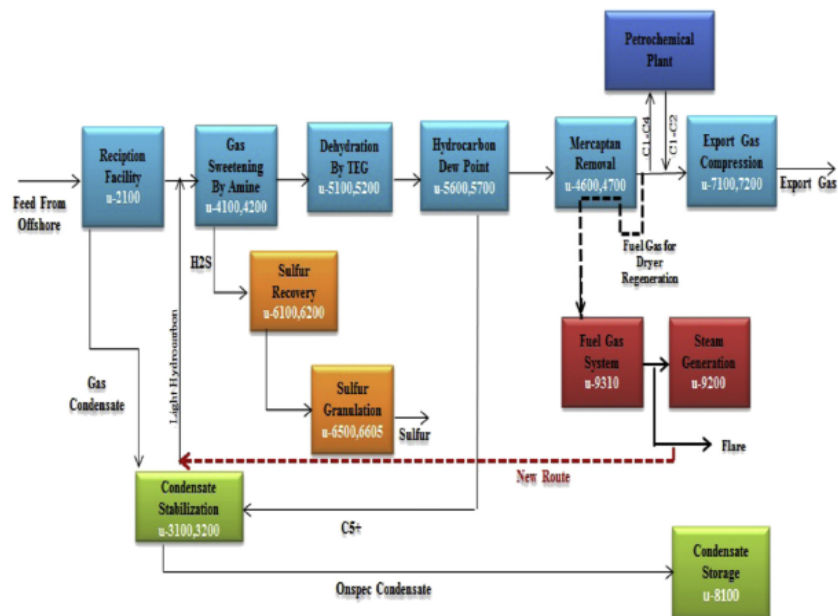 Petrochemical
Plant
C1-C4
C1-C2
Reciption
Facility
u-2100
Gas
Sweetening
By Amine
u-4100,4200
Dehydration
By TEG
u-5100,5200
Hydrocarbon
Dew Point
u-5600,5700
Mercaptan
Removal
u-4600,4700
Export Gas
Compression
u-7100,7200
Feed From
Offshore
Export Gas
Fuel Gas for
Dryer
Regeneration
H2S
Sulfur
Recovery
u-6100,6200
Fuel Gas
System
u-9310
Steam
Generation
u-9200
Gas
Condensate
Light Hydrocarbon
Sulfur
Granulation
u-6500,6605
Sulfur
Flare
New Route
Condensate
Stabilization
u-3100,3200
C5+
Onspec Condensate
Condensate
Storage
u-8100